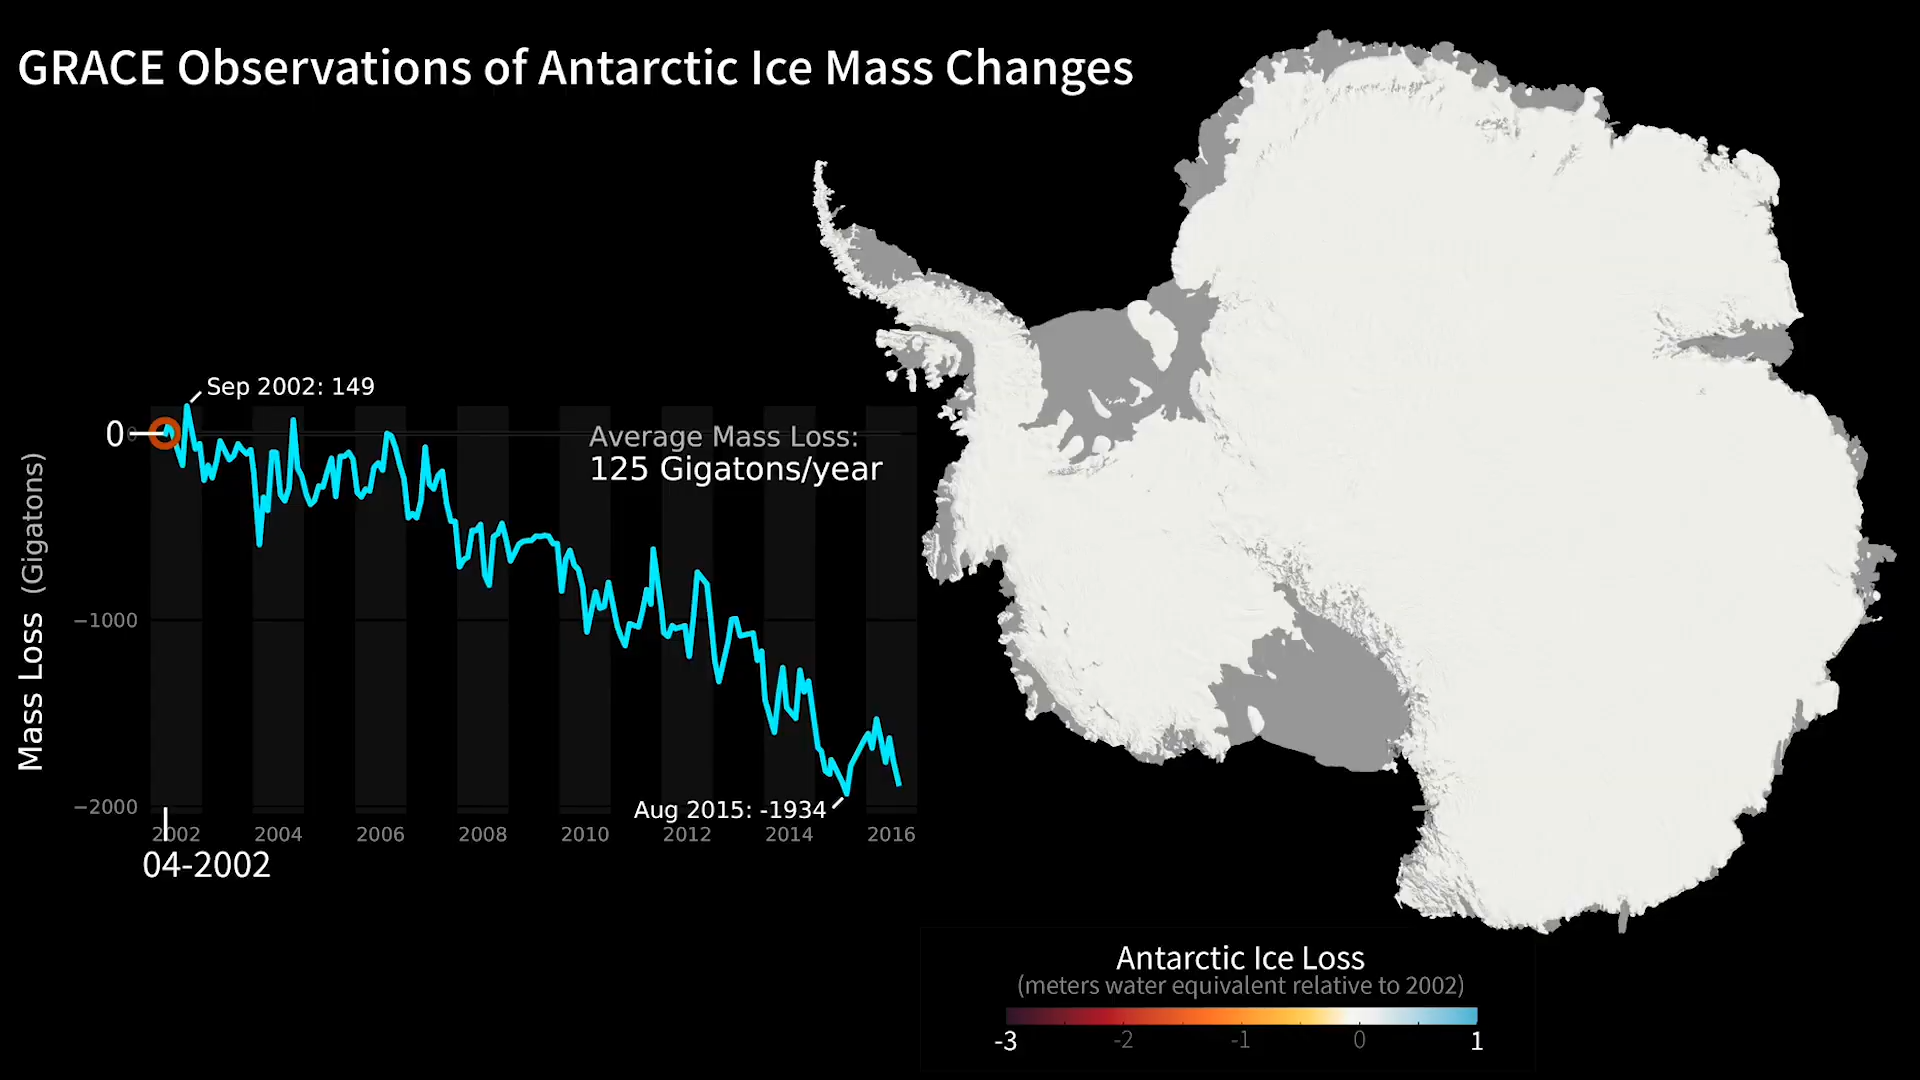 GRACE Observations of Antarctic Ice Mass Changes
Sep 2002: 149
0
Average Mass Loss:
125 Gigatons/year
Mass Loss (Gigatons)
−1000
−2000
Aug 2015: -1934
2002 2004 2006 2008 2010 2012 2014 2016
04-2002
Antarctic Ice Loss
(meters water equivalent relative to 2002)
-3 -2 -1 0 1